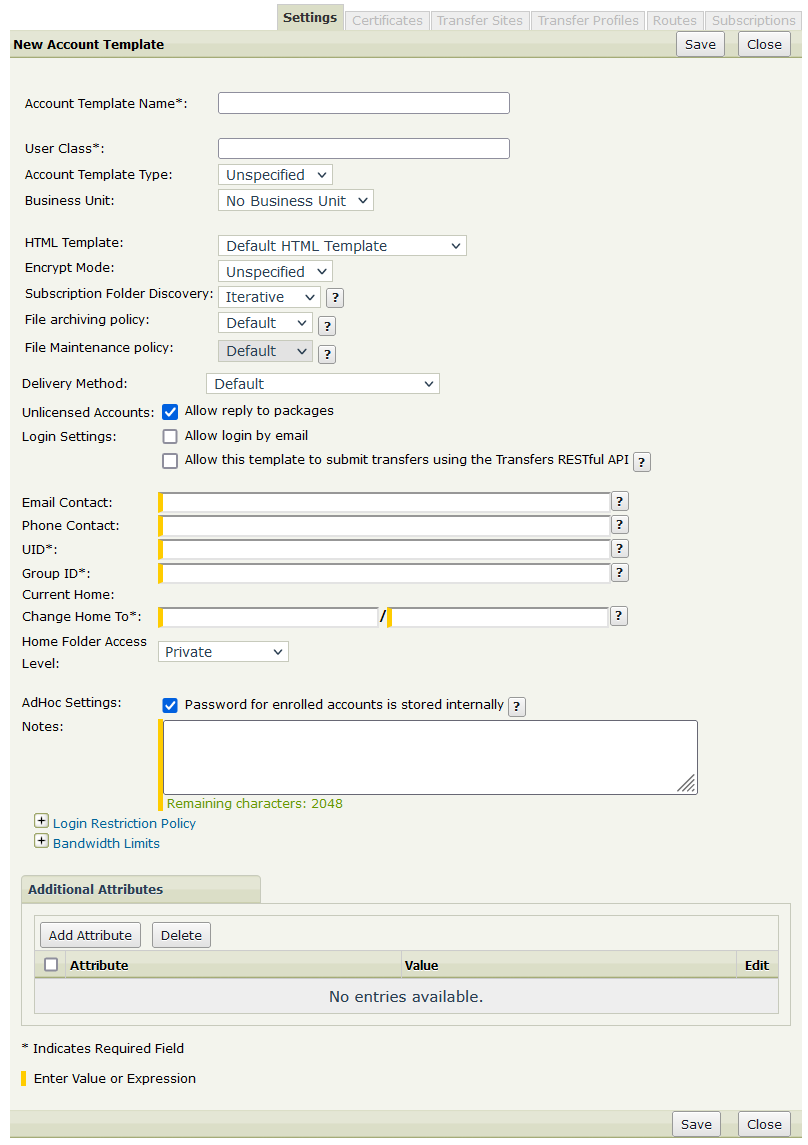 Settings Certificates Transfer Sites Transfer Profiles Routes Subscriptions
New Account Template Save Close
Account Template Name*:
User Class*:
Account Template Type: Unspecified
Business Unit: No Business Unit
HTML Template: Default HTML Template
Encrypt Mode: Unspecified
Subscription Folder Discovery: Iterative ?
File archiving policy: Default ?
File Maintenance policy: Default ?
Delivery Method: Default
Unlicensed Accounts: Allow reply to packages
Login Settings: Allow login by email
Allow this template to submit transfers using the Transfers RESTful API ?
Email Contact: ?
Phone Contact: ?
UID*: ?
Group ID*: ?
Current Home:
Change Home To*: / ?
Home Folder Access
Level: Private
AdHoc Settings: Password for enrolled accounts is stored internally ?
Notes:
Remaining characters: 2048
+ Login Restriction Policy
+ Bandwidth Limits
Additional Attributes
Add Attribute Delete
Attribute Value Edit
No entries available.
* Indicates Required Field
Enter Value or Expression
Save Close